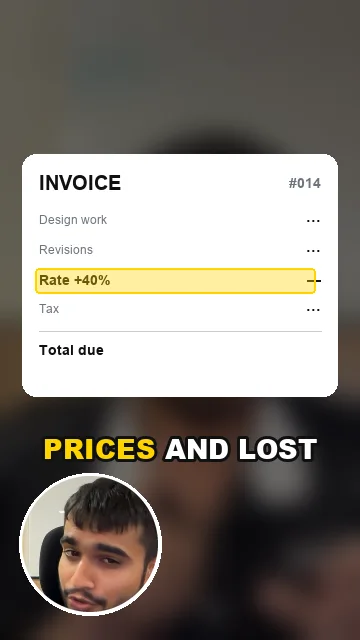 INVOICE #014
Design work ...
Revisions ...
Rate +40% —
Tax ...
Total due
PRICES AND LOST